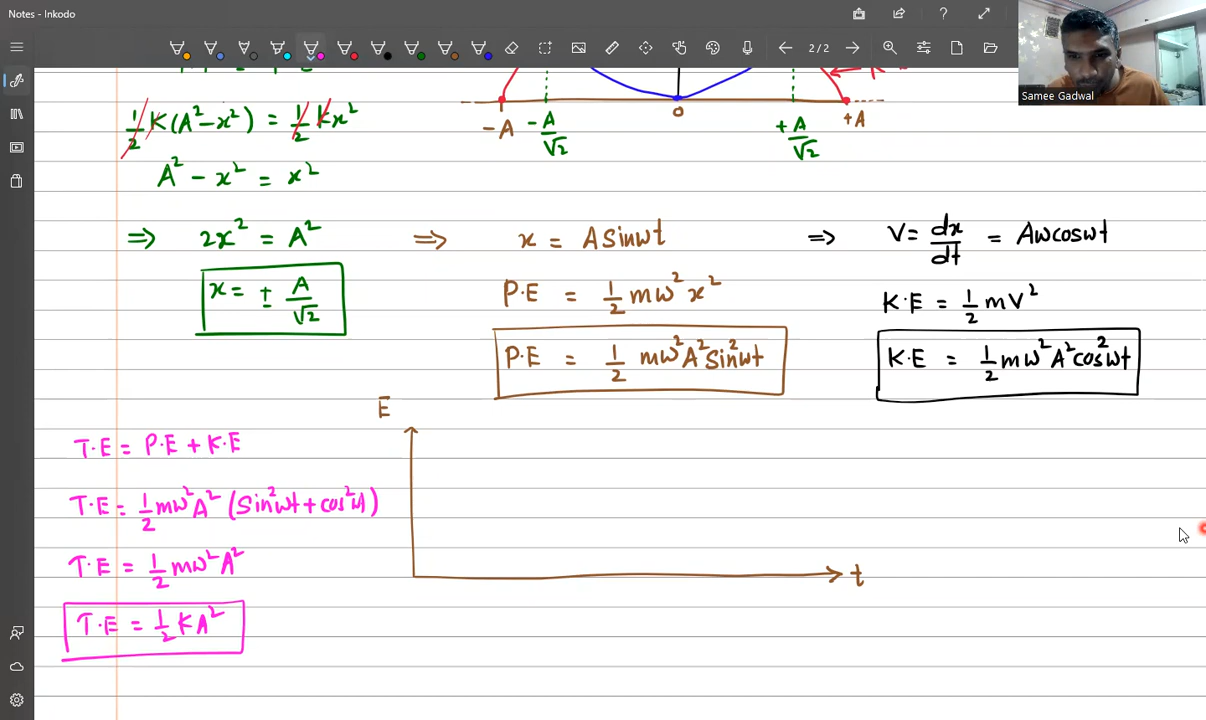 Notes - Inkodo
2/2
Samee Gadwal
1/2 K(A² - x²) = 1/2 Kx²
A² - x² = x²
-A
-A/√2
0
+A/√2
+A
⇒ 2x² = A²
x = ± A/√2
⇒ x = A sinωt
P.E = 1/2 mω²x²
P.E = 1/2 mω²A² Sin²ωt
⇒ V = dx/dt = Aωcosωt
K.E = 1/2 mV²
K.E = 1/2 mω²A²cos²ωt
E
t
T.E = P.E + K.E
T.E = 1/2 mω²A² (Sin²ωt + cos²ωt)
T.E = 1/2 mω²A²
T.E = 1/2 KA²